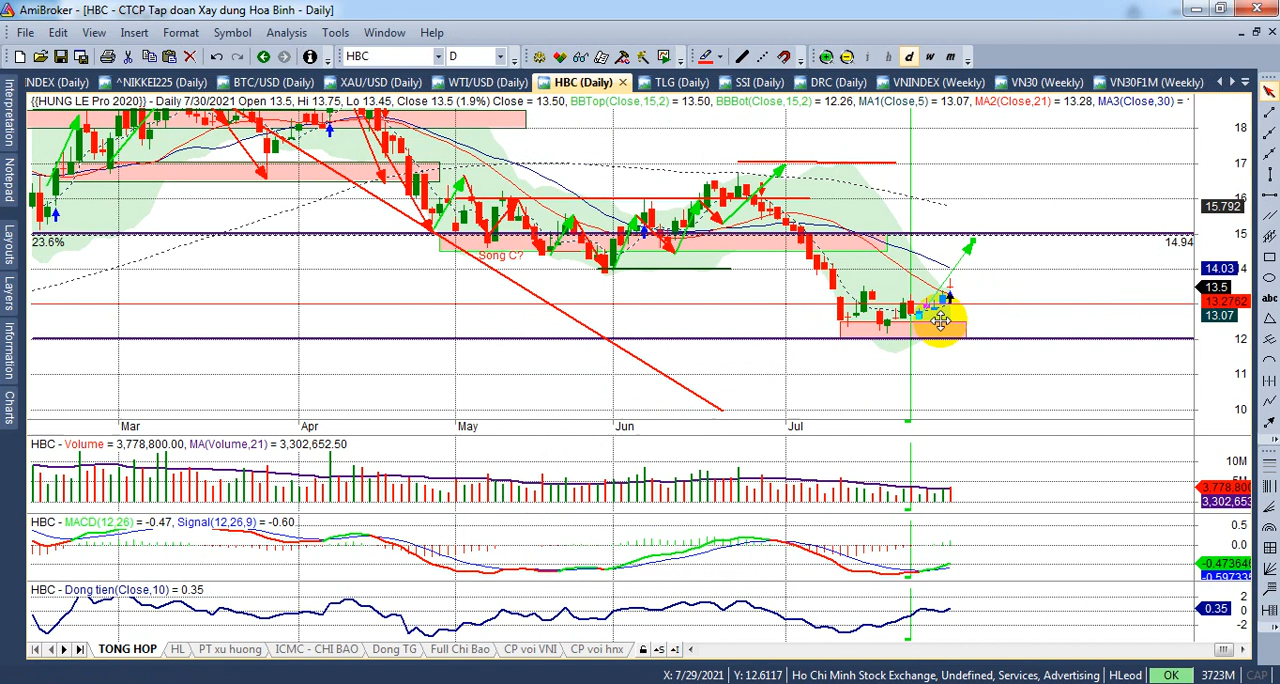 AmiBroker - [HBC - CTCP Tap doan Xay dung Hoa Binh - Daily]
File Edit View Insert Format Symbol Analysis Tools Window Help
HBC D i h d w m
INDEX (Daily) ^NIKKEI225 (Daily) BTC/USD (Daily) XAU/USD (Daily) WTI/USD (Daily) HBC (Daily) TLG (Daily) SSI (Daily) DRC (Daily) VNINDEX (Weekly) VN30 (Weekly) VN30F1M (Weekly)
{{HUNG LE Pro 2020}} - Daily 7/30/2021 Open 13.5, Hi 13.75, Lo 13.45, Close 13.5 (1.9%) Close = 13.50, BBTop(Close,15,2) = 13.50, BBBot(Close,15,2) = 12.26, MA1(Close,5) = 13.07, MA2(Close,21) = 13.28, MA3(Close,30) =
Interpretation
Notepad
Layouts
Layers
Information
Charts
abc
18
17
16
15.792
15
23.6%
14.94
Song C?
14.03
14
13.5
13.2762
13.07
12
11
10
Mar Apr May Jun Jul
HBC - Volume = 3,778,800.00, MA(Volume,21) = 3,302,652.50
10M
3,778,800
3,302,653
HBC - MACD(12,26) = -0.47, Signal(12,26,9) = -0.60
0.5
0.0
-0.473646
-0.597335
HBC - Dong tien(Close,10) = 0.35
2
0.35
0
-2
TONG HOP HL PT xu huong ICMC - CHI BAO Dong TG Full Chi Bao CP voi VNI CP voi hnx
X: 7/29/2021 Y: 12.6117 Ho Chi Minh Stock Exchange, Undefined, Services, Advertising HLeod OK 3723M CAP